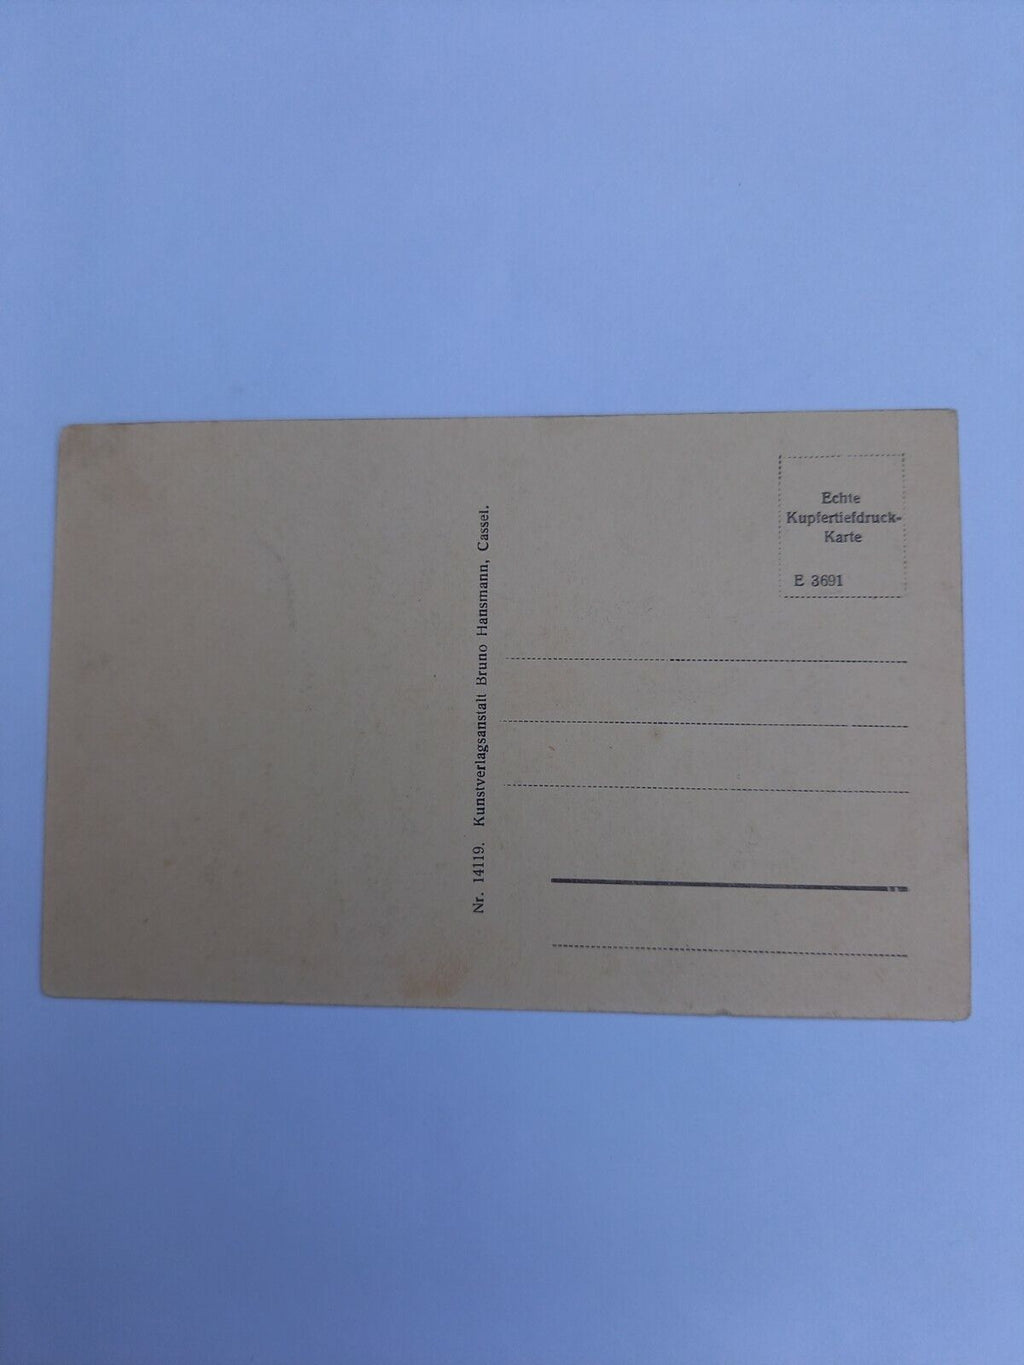 Nr. 14119. Kunstverlagsanstalt Bruno Hansmann, Cassel.
Echte
Kupfertiefdruck-
Karte
E 3691